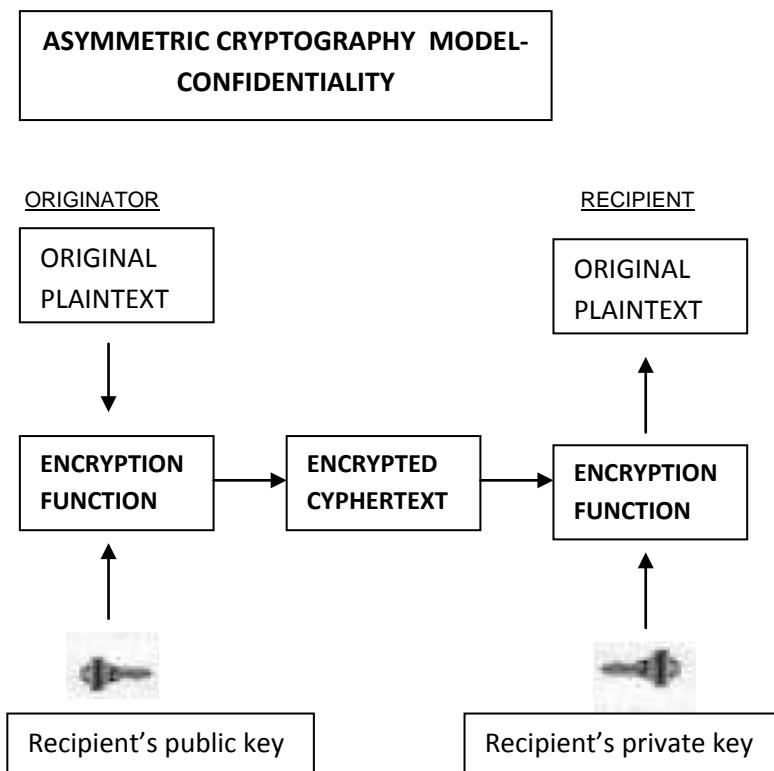 ASYMMETRIC CRYPTOGRAPHY MODEL-
CONFIDENTIALITY
ORIGINATOR
RECIPIENT
ORIGINAL
PLAINTEXT
ORIGINAL
PLAINTEXT
ENCRYPTION
FUNCTION
ENCRYPTED
CYPHERTEXT
ENCRYPTION
FUNCTION
Recipient’s public key
Recipient’s private key